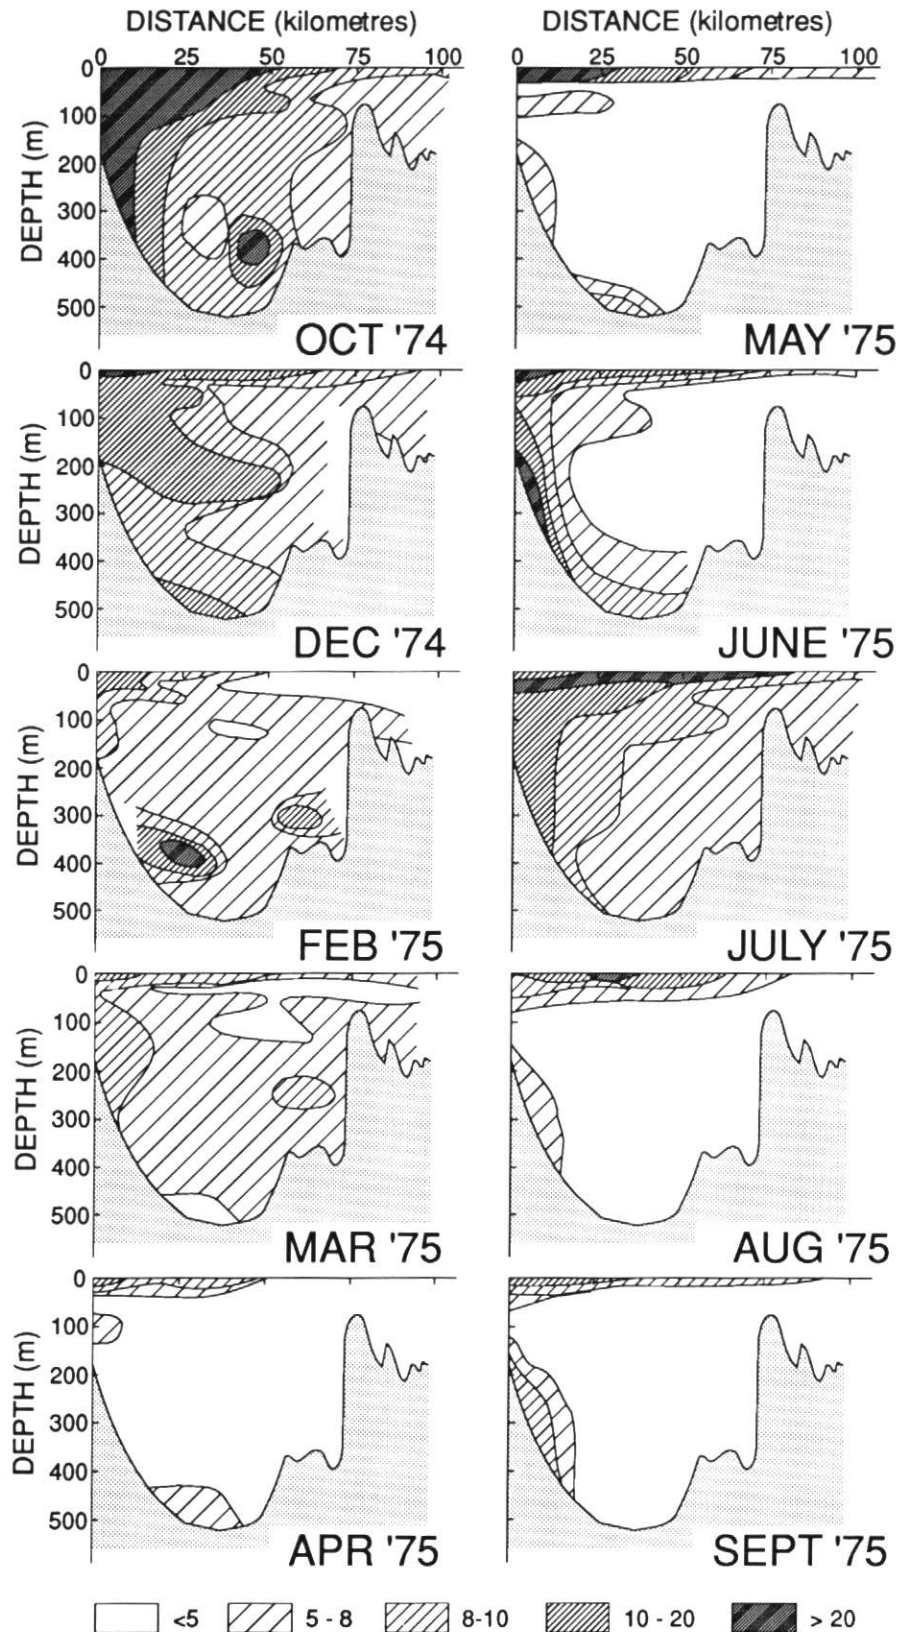 DISTANCE (kilometres) DISTANCE (kilometres)
0 25 50 75 100 0 25 50 75 100
DEPTH (m)
0
100
200
300
400
500
OCT '74 MAY '75
DEPTH (m)
0
100
200
300
400
500
DEC '74 JUNE '75
DEPTH (m)
0
100
200
300
400
500
FEB '75 JULY '75
DEPTH (m)
0
100
200
300
400
500
MAR '75 AUG '75
DEPTH (m)
0
100
200
300
400
500
APR '75 SEPT '75
<5 5 - 8 8-10 10 - 20 > 20